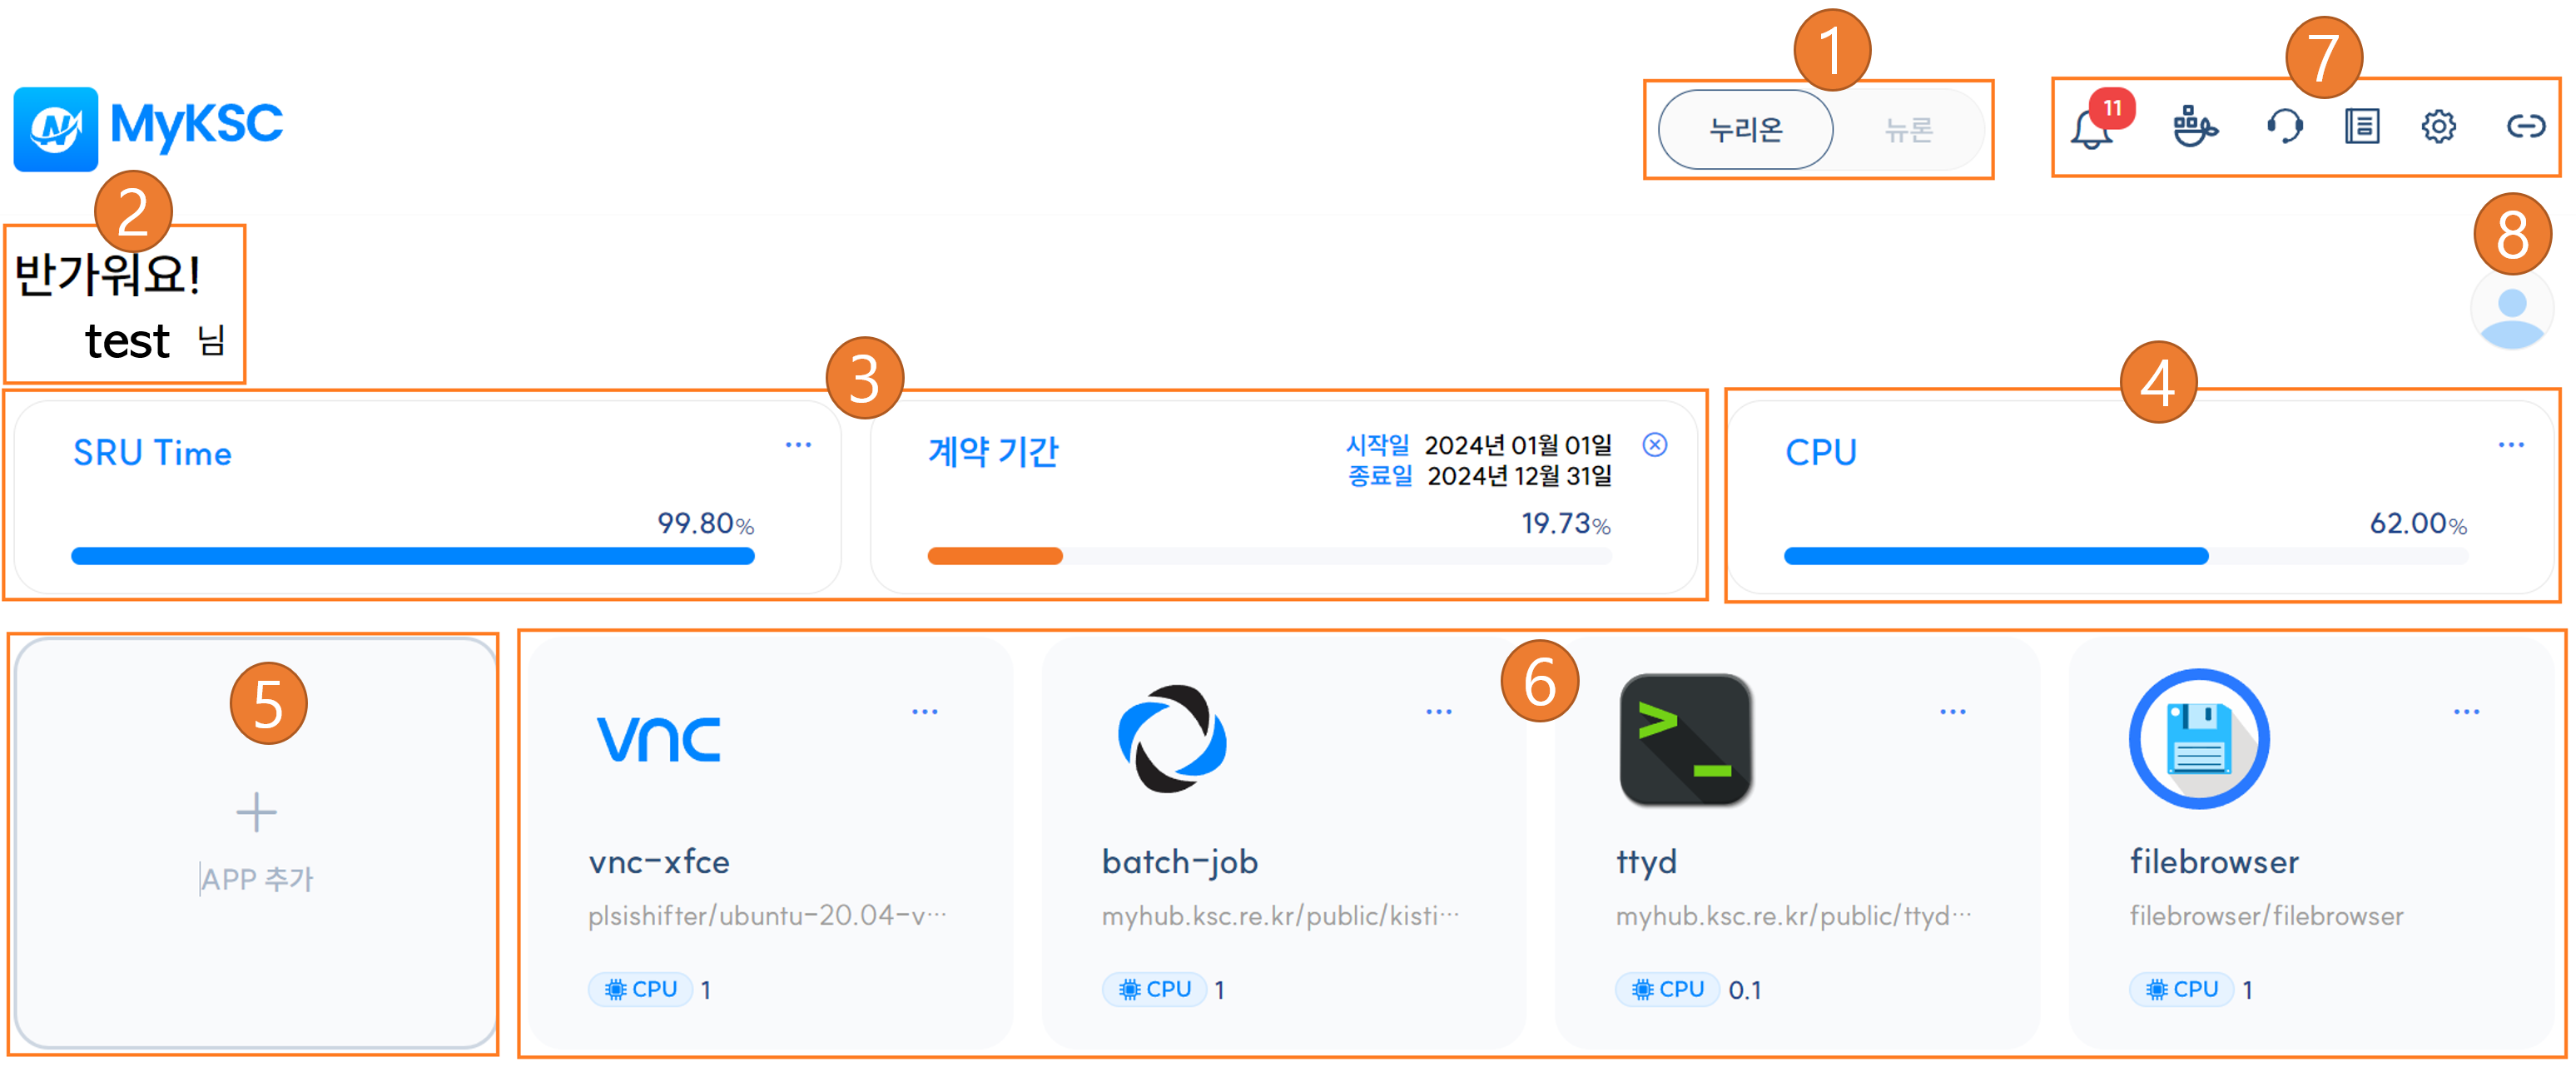 1
7
MyKSC
누리온
뉴론
11
2
반가워요!
test 님
8
3
4
SRU Time
99.80%
계약 기간
시작일 2024년 01월 01일
종료일 2024년 12월 31일
19.73%
CPU
62.00%
5
APP 추가
6
vnc
vnc-xfce
plsishifter/ubuntu-20.04-v···
CPU 1
batch-job
myhub.ksc.re.kr/public/kisti···
CPU 1
ttyd
myhub.ksc.re.kr/public/ttyd···
CPU 0.1
filebrowser
filebrowser/filebrowser
CPU 1